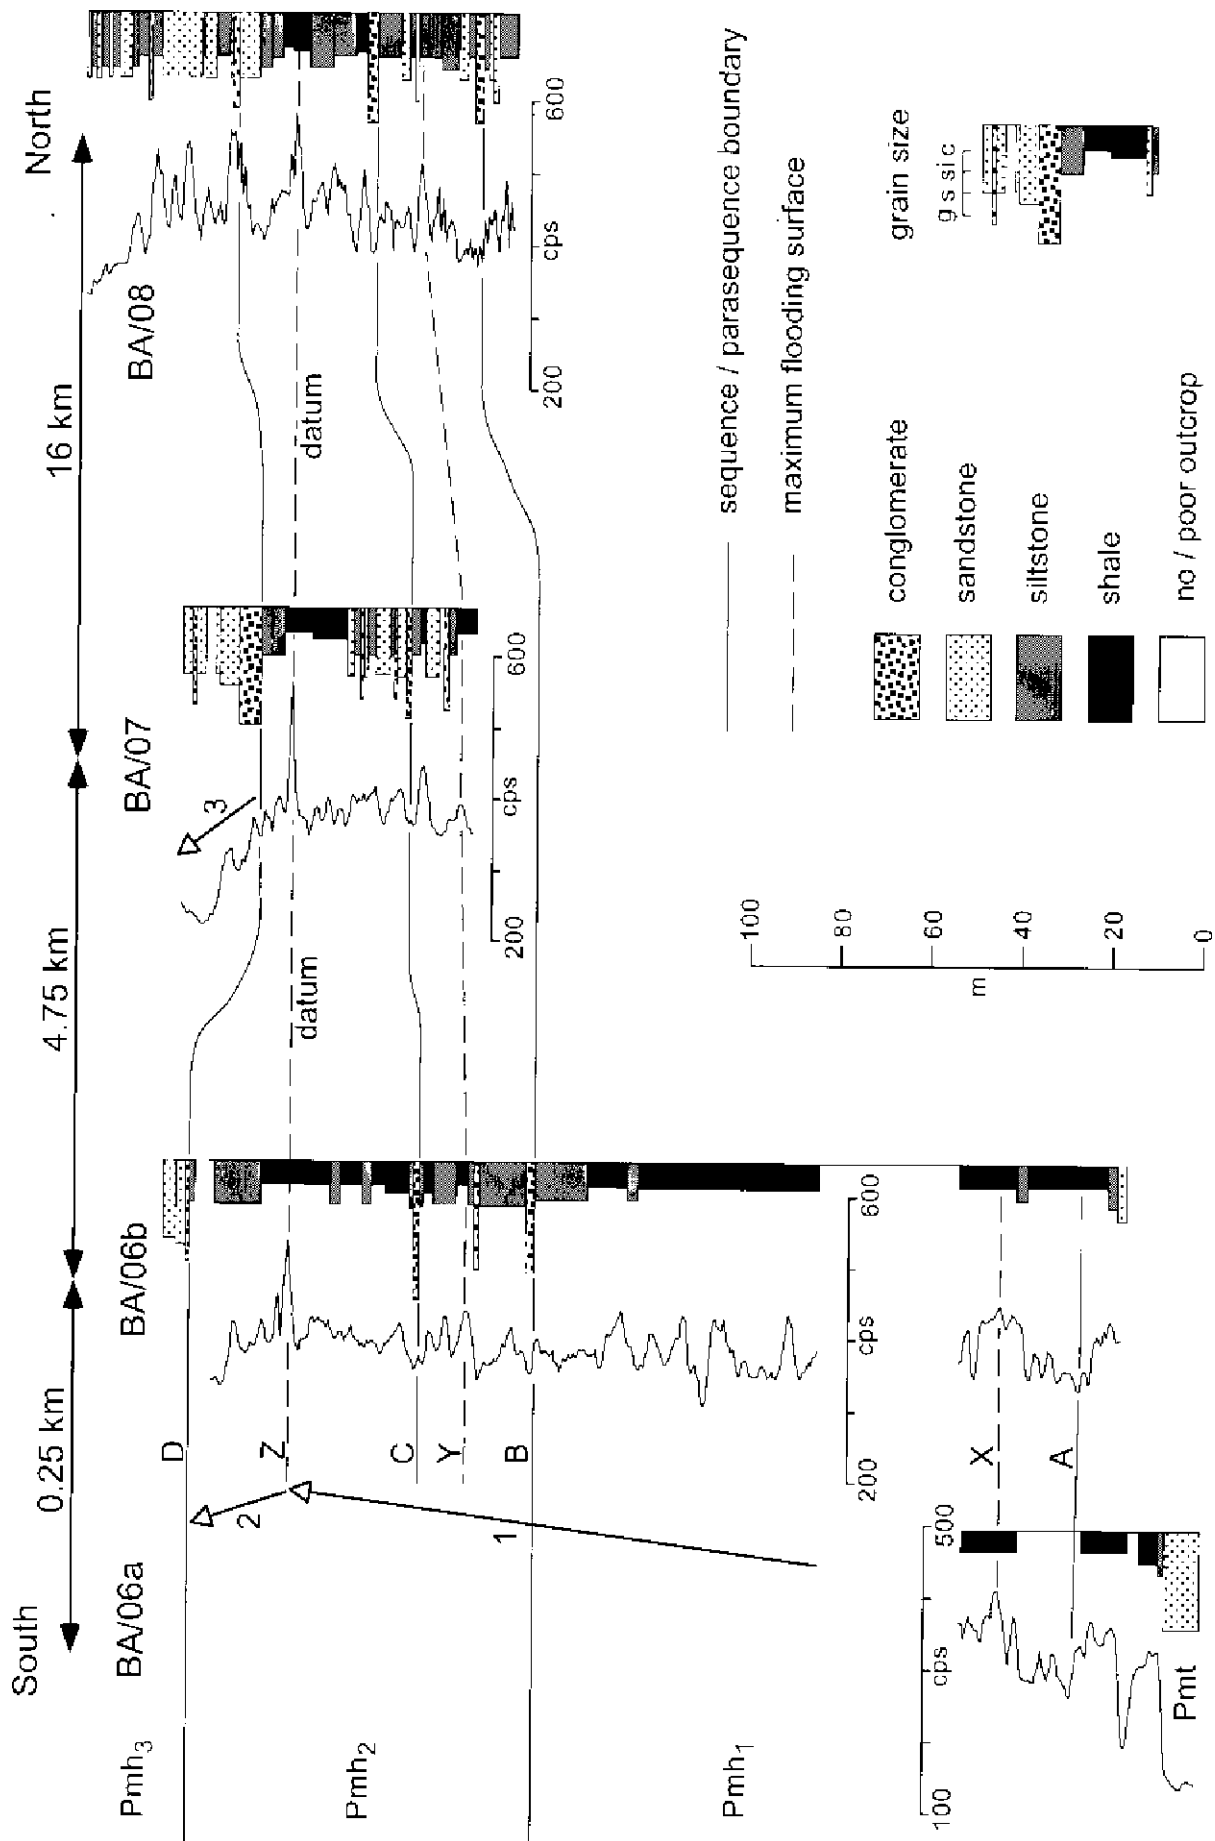 South
North
0.25 km
4.75 km
16 km
BA/06a
BA/06b
BA/07
BA/08
Pmh3
Pmh2
Pmh1
D
Z
C
Y
B
X
A
2
1
3
datum
datum
Pmt
100
cps
500
200
cps
600
200
cps
600
200
cps
600
m
100
80
60
40
20
0
sequence / parasequence boundary
maximum flooding surface
conglomerate
sandstone
siltstone
shale
no / poor outcrop
grain size
g s si c